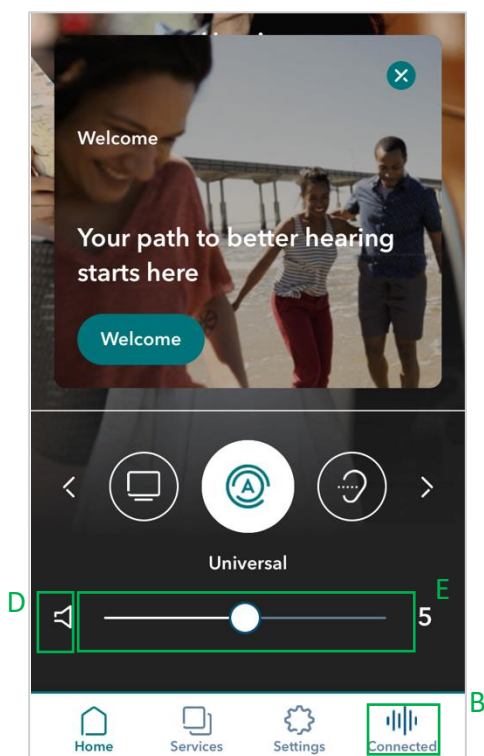 Welcome
Your path to better hearing
starts here
Welcome
A
Universal
D
E
5
B
Home
Services
Settings
Connected